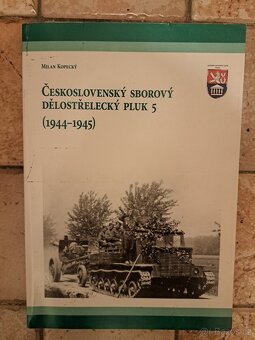 Milan Kopecký
Československý sborový
dělostřelecký pluk 5
(1944–1945)